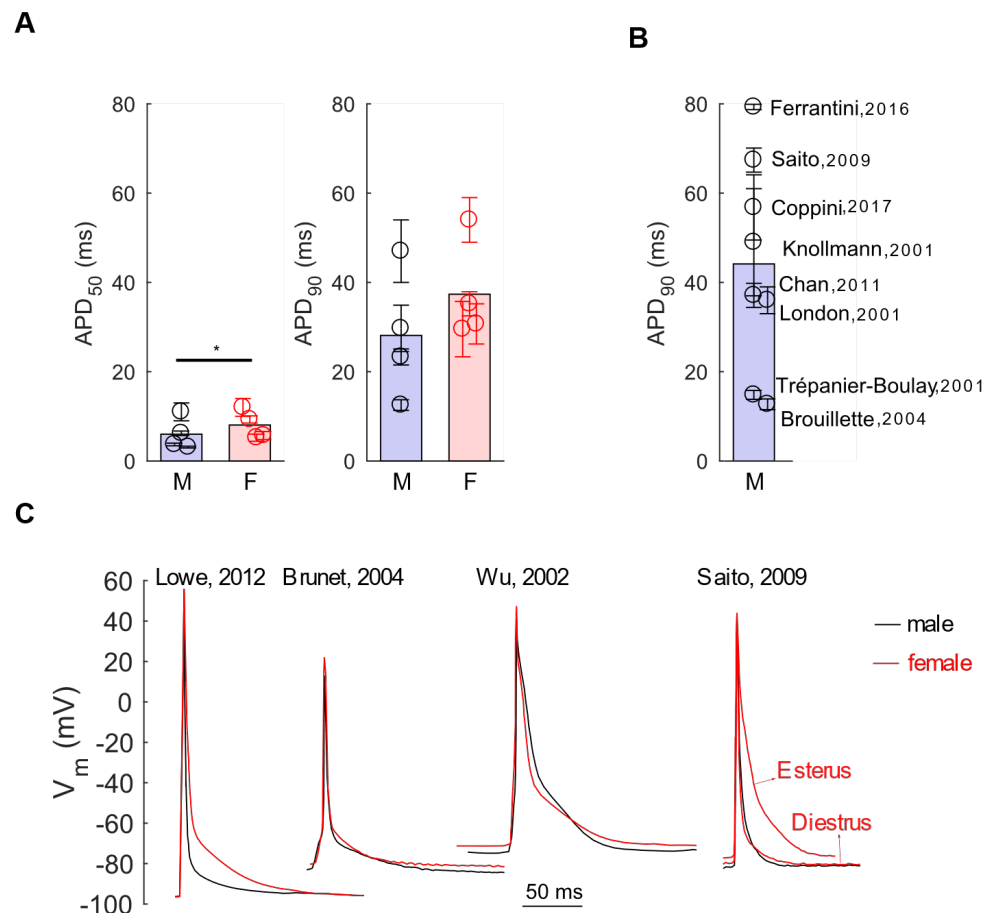 A
B
80
60
40
20
0
APD50 (ms)
*
M F
80
60
40
20
0
APD90 (ms)
M F
80
60
40
20
0
APD90 (ms)
Ferrantini,2016
Saito,2009
Coppini,2017
Knollmann,2001
Chan,2011
London,2001
Trépanier-Boulay,2001
Brouillette,2004
M
C
Lowe, 2012 Brunet, 2004 Wu, 2002 Saito, 2009
60
40
20
0
-20
-40
-60
-80
-100
Vm (mV)
male
female
Esterus
Diestrus
50 ms